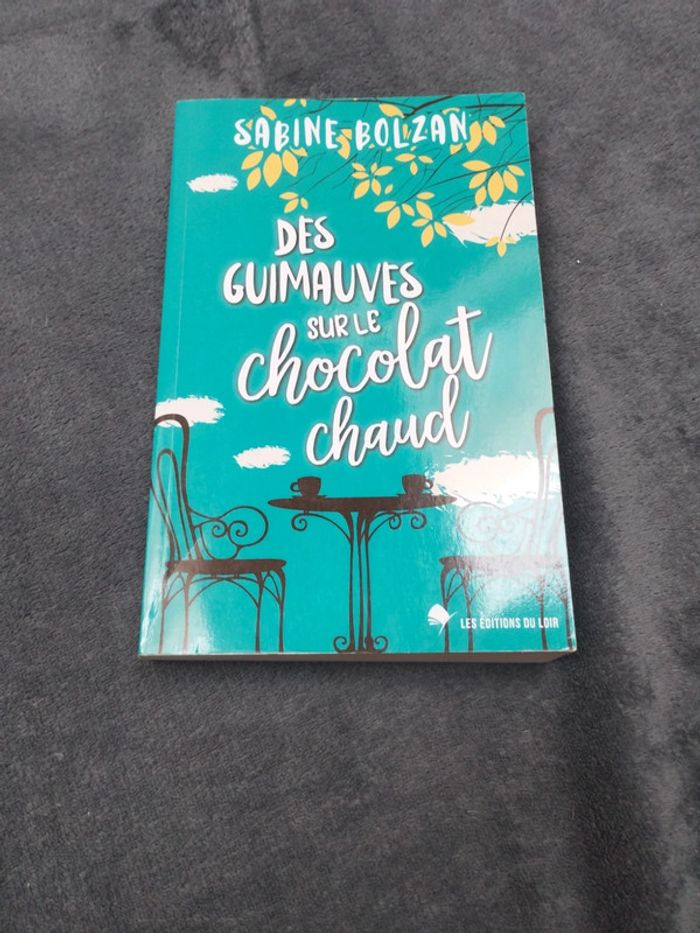 SABINE BOLZAN
DES
GUIMAUVES
SUR LE
chocolat
chaud
LES ÉDITIONS DU LOIR